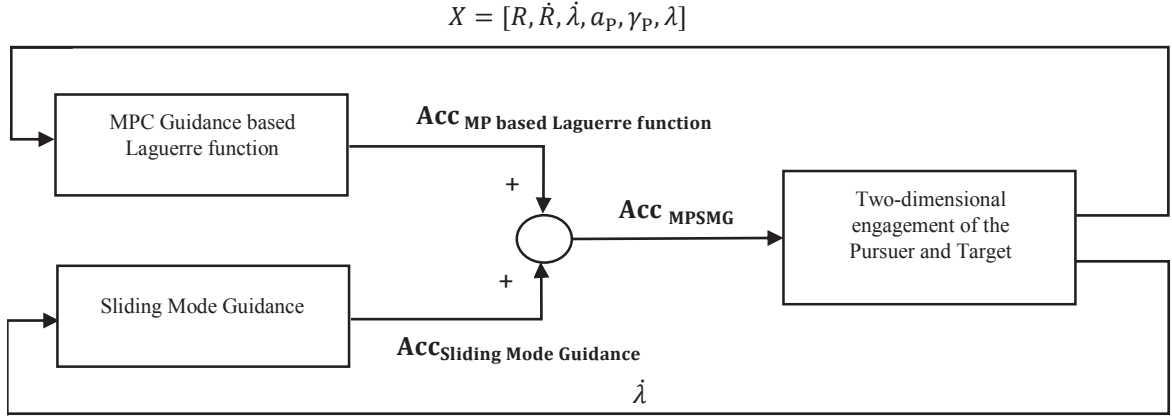 X = [R, Ṙ, λ̇, a_P, γ_P, λ]
MPC Guidance based
Laguerre function
Acc MP based Laguerre function
+
Acc MPSMG
Two-dimensional
engagement of the
Pursuer and Target
+
Sliding Mode Guidance
Acc Sliding Mode Guidance
λ̇